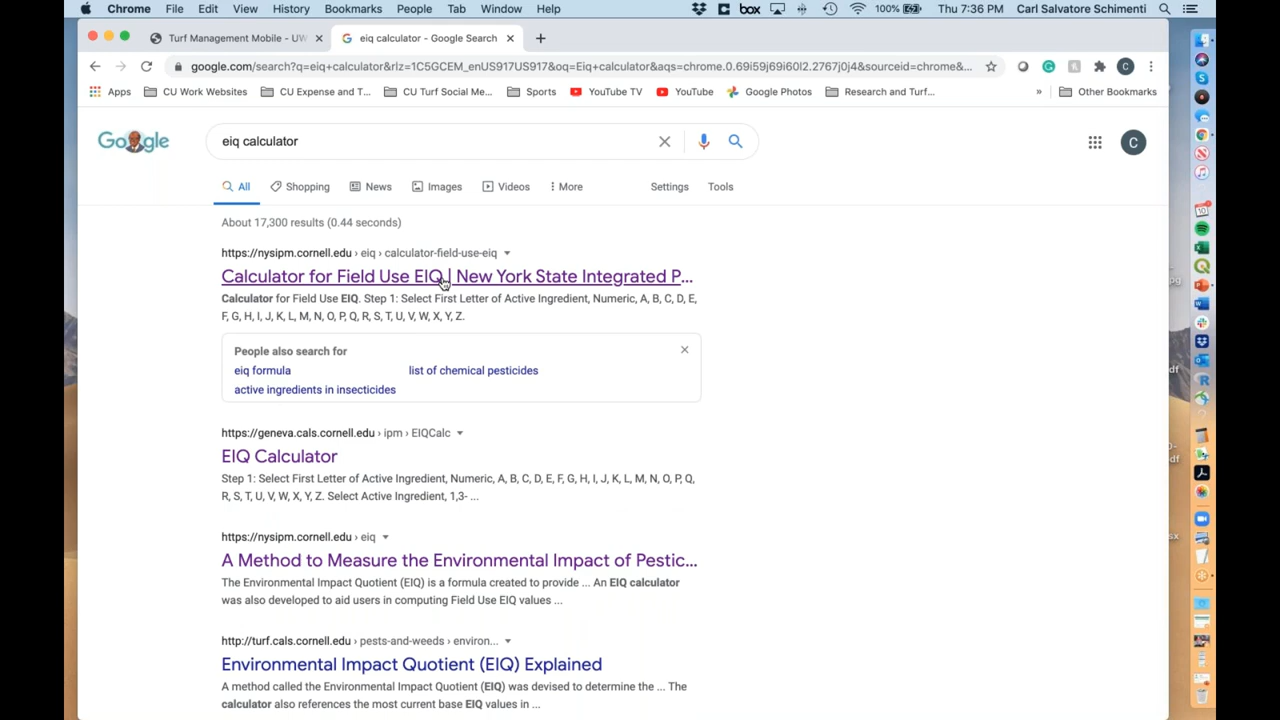 Chrome File Edit View History Bookmarks People Tab Window Help box 100% Thu 7:36 PM Carl Salvatore Schimenti
Turf Management Mobile - UW eiq calculator - Google Search
google.com/search?q=eiq+calculator&rlz=1C5GCEM_enUS917US917&oq=Eiq+calculator&aqs=chrome.0.69i59j69i60l2.2767j0j4&sourceid=chrome&...
Apps CU Work Websites CU Expense and T... CU Turf Social Me... Sports YouTube TV YouTube Google Photos Research and Turf... » Other Bookmarks
eiq calculator
All Shopping News Images Videos More Settings Tools
About 17,300 results (0.44 seconds)
https://nysipm.cornell.edu › eiq › calculator-field-use-eiq
Calculator for Field Use EIQ | New York State Integrated P...
Calculator for Field Use EIQ. Step 1: Select First Letter of Active Ingredient, Numeric, A, B, C, D, E,
F, G, H, I, J, K, L, M, N, O, P, Q, R, S, T, U, V, W, X, Y, Z.
People also search for
eiq formula list of chemical pesticides
active ingredients in insecticides
https://geneva.cals.cornell.edu › ipm › EIQCalc
EIQ Calculator
Step 1: Select First Letter of Active Ingredient, Numeric, A, B, C, D, E, F, G, H, I, J, K, L, M, N, O, P, Q,
R, S, T, U, V, W, X, Y, Z. Select Active Ingredient, 1,3- ...
https://nysipm.cornell.edu › eiq
A Method to Measure the Environmental Impact of Pestic...
The Environmental Impact Quotient (EIQ) is a formula created to provide ... An EIQ calculator
was also developed to aid users in computing Field Use EIQ values ...
http://turf.cals.cornell.edu › pests-and-weeds › environ...
Environmental Impact Quotient (EIQ) Explained
A method called the Environmental Impact Quotient (EIQ) was devised to determine the ... The
calculator also references the most current base EIQ values in ...